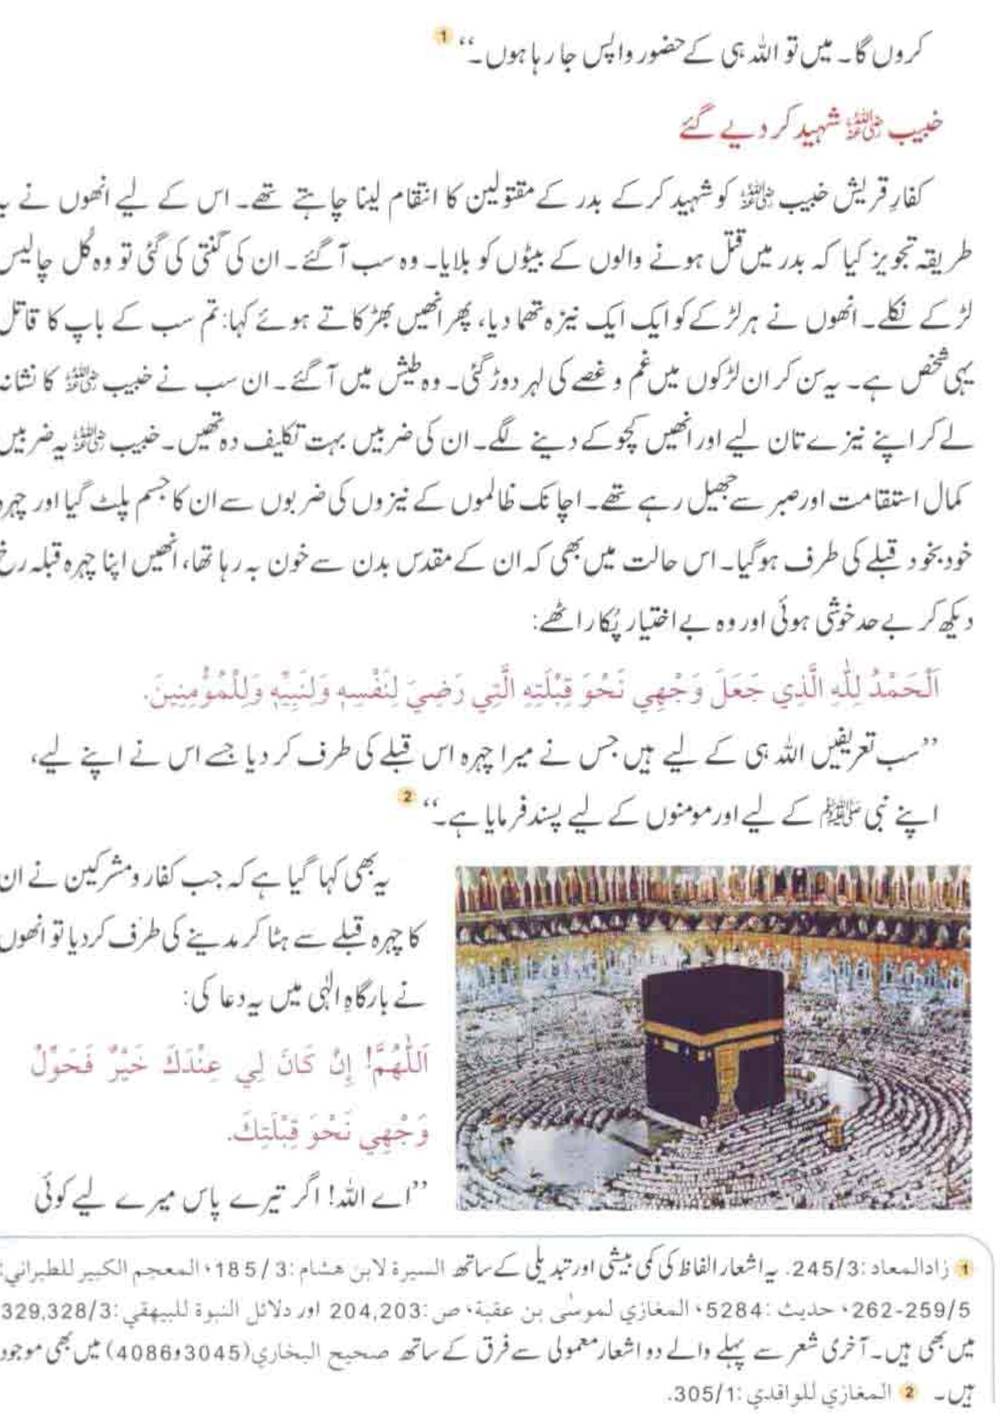 کروں گا۔ میں تو اللہ ہی کے حضور واپس جا رہا ہوں۔‘‘ 1
خبیب رضی اللہ عنہ شہید کر دیے گئے
کفارِ قریش خبیب رضی اللہ عنہ کو شہید کر کے بدر کے مقتولین کا انتقام لینا چاہتے تھے۔ اس کے لیے انھوں نے یہ
طریقہ تجویز کیا کہ بدر میں قتل ہونے والوں کے بیٹوں کو بلایا۔ وہ سب آ گئے۔ ان کی گنتی کی گئی تو وہ کُل چالیس
لڑکے نکلے۔ انھوں نے ہر لڑکے کو ایک ایک نیزہ تھما دیا، پھر انھیں بھڑکاتے ہوئے کہا: تم سب کے باپ کا قاتل
یہی شخص ہے۔ یہ سن کر ان لڑکوں میں غم و غصے کی لہر دوڑ گئی۔ وہ طیش میں آ گئے۔ ان سب نے خبیب رضی اللہ عنہ کا نشانہ
لے کر اپنے نیزے تان لیے اور انھیں کچوکے دینے لگے۔ ان کی ضربیں بہت تکلیف دہ تھیں۔ خبیب رضی اللہ عنہ یہ ضربیں
کمال استقامت اور صبر سے جھیل رہے تھے۔ اچانک ظالموں کے نیزوں کی ضربوں سے ان کا جسم پلٹ گیا اور چہرہ
خود بخود قبلے کی طرف ہو گیا۔ اس حالت میں بھی کہ ان کے مقدس بدن سے خون بہ رہا تھا، انھیں اپنا چہرہ قبلہ رخ
دیکھ کر بے حد خوشی ہوئی اور وہ بے اختیار پُکار اٹھے:
اَلْحَمْدُ لِلّٰهِ الَّذِي جَعَلَ وَجْهِي نَحْوَ قِبْلَتِهِ الَّتِي رَضِيَ لِنَفْسِهٖ وَلِنَبِيِّهٖ وَلِلْمُؤْمِنِينَ.
’’سب تعریفیں اللہ ہی کے لیے ہیں جس نے میرا چہرہ اس قبلے کی طرف کر دیا جسے اس نے اپنے لیے،
اپنے نبی ﷺ کے لیے اور مومنوں کے لیے پسند فرمایا ہے۔‘‘ 2
یہ بھی کہا گیا ہے کہ جب کفار و مشرکین نے ان
کا چہرہ قبلے سے ہٹا کر مدینے کی طرف کر دیا تو انھوں
نے بارگاہِ الٰہی میں یہ دعا کی:
اَللّٰهُمَّ! إِنْ كَانَ لِي عِنْدَكَ خَيْرٌ فَحَوِّلْ
وَجْهِي نَحْوَ قِبْلَتِكَ.
’’اے اللہ! اگر تیرے پاس میرے لیے کوئی
1 زادالمعاد: 245/3. یہ اشعار الفاظ کی کمی بیشی اور تبدیلی کے ساتھ السيرة لابن هشام: 185/3، المعجم الكبير للطبراني:
262-259/5، حدیث: 5284، المغازي لموسٰى بن عقبة، ص: 204,203 اور دلائل النبوة للبيهقي: 329,328/3
میں بھی ہیں۔ آخری شعر سے پہلے والے دو اشعار معمولی سے فرق کے ساتھ صحيح البخاري (3045 و 4086) میں بھی موجود
ہیں۔ 2 المغازي للواقدي: 305/1.